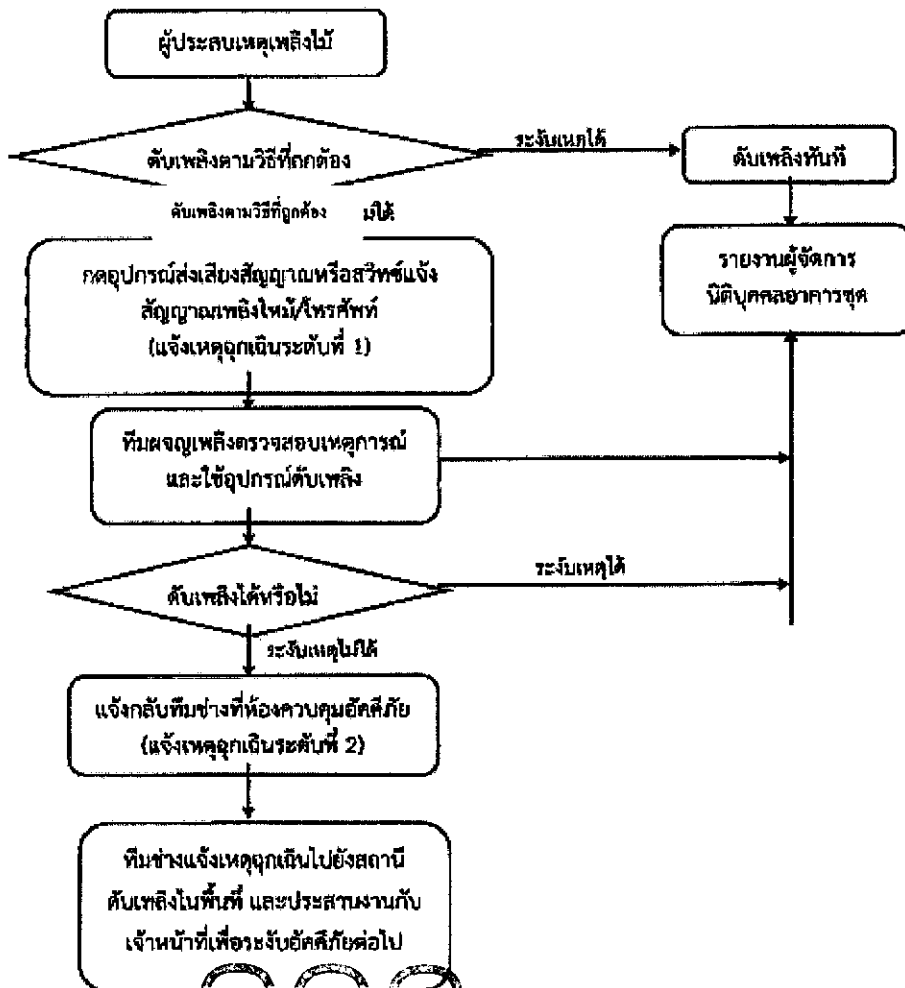 ผู้ประสบเหตุเพลิงไม้
ดับเพลิงตามวิธีที่ถูกต้อง
ระงับเหตุได้
ดับเพลิงทันที
ดับเพลิงตามวิธีที่ถูกต้อง
รายงานผู้จัดการ
นิติบุคคลอาคารชุด
กดอุปกรณ์ส่งเสียงสัญญาณหรือสวิทซ์แจ้ง
สัญญาณเพลิงไหม้/โทรศัพท์
(แจ้งเหตุฉุกเฉินระดับที่ 1)
ทีมผจญเพลิงตรวจสอบเหตุการณ์
และใช้อุปกรณ์ดับเพลิง
ดับเพลิงได้หรือไม่
ระงับเหตุได้
ระงับเหตุไม่ได้
แจ้งกลับทีมช่างที่ห้องควบคุมอัคคีภัย
(แจ้งเหตุฉุกเฉินระดับที่ 2)
ทีมช่างแจ้งเหตุฉุกเฉินไปยังสถานี
ดับเพลิงในพื้นที่ และประสานงานกับ
เจ้าหน้าที่เพื่อระงับอัคคีภัยต่อไป